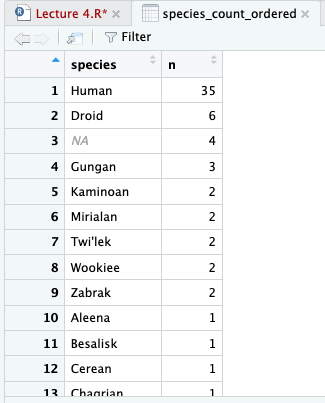 Lecture 4.R* × species_count_ordered ×
Filter
species n
1 Human 35
2 Droid 6
3 NA 4
4 Gungan 3
5 Kaminoan 2
6 Mirialan 2
7 Twi'lek 2
8 Wookiee 2
9 Zabrak 2
10 Aleena 1
11 Besalisk 1
12 Cerean 1
13 Chagrian 1